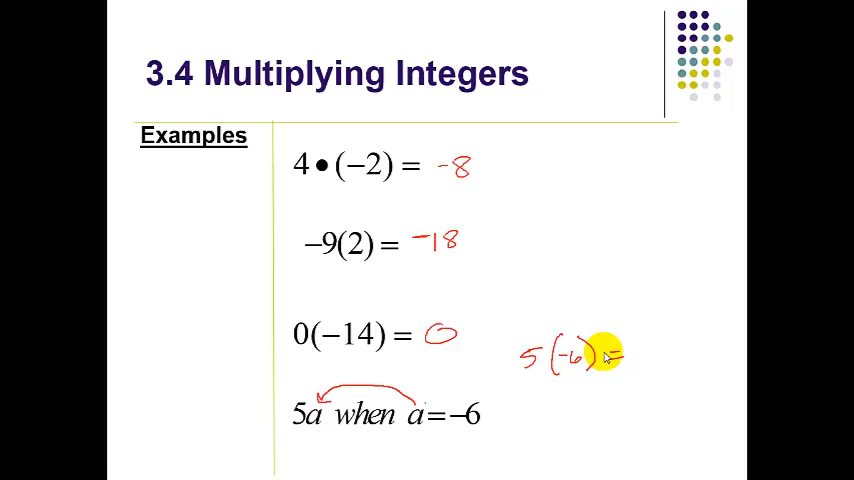 3.4 Multiplying Integers
Examples
4•(−2) = -8
−9(2) = -18
0(−14) = 0
5(-6) =
5a when a = −6